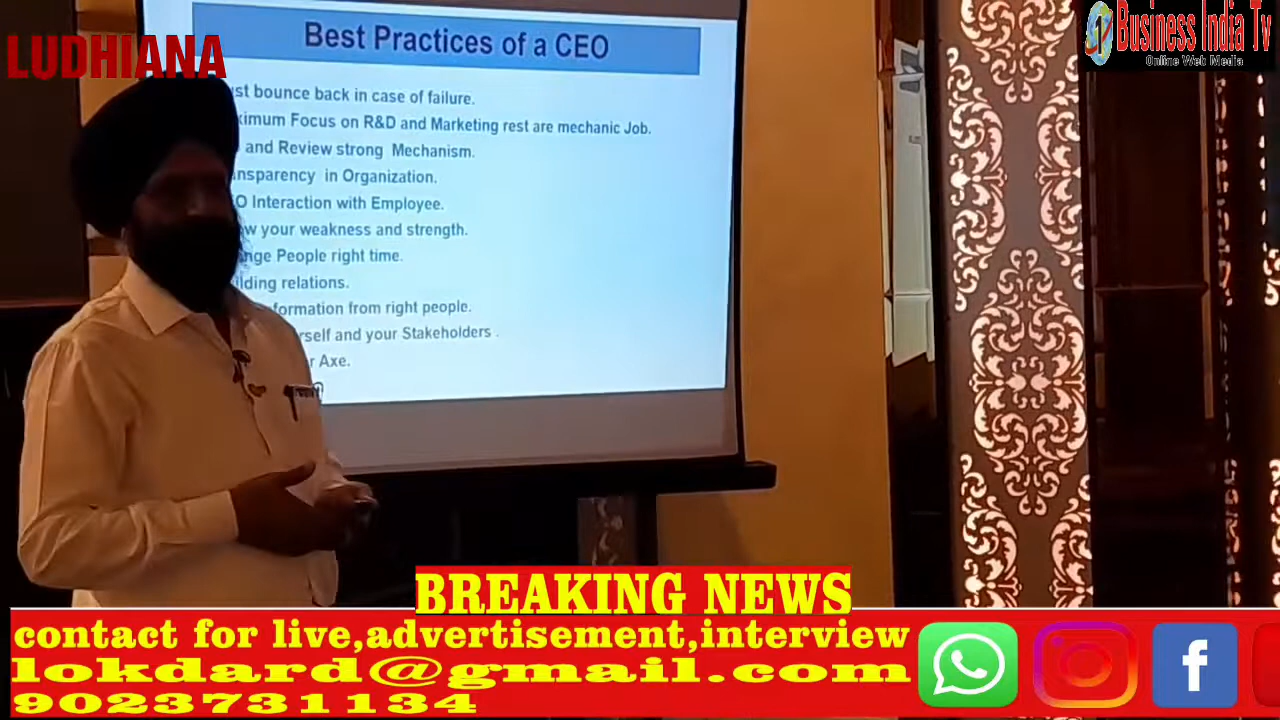 LUDHIANA
Business India Tv
Online Web Media
Best Practices of a CEO
bounce back in case of failure.
Focus on R&D and Marketing rest are mechanic Job.
and Review strong Mechanism.
in Organization.
Interaction with Employee.
your weakness and strength.
People right time.
relations.
from right people.
and your Stakeholders .
Axe.
BREAKING NEWS
contact for live,advertisement,interview
lokdard@gmail.com
9023731134